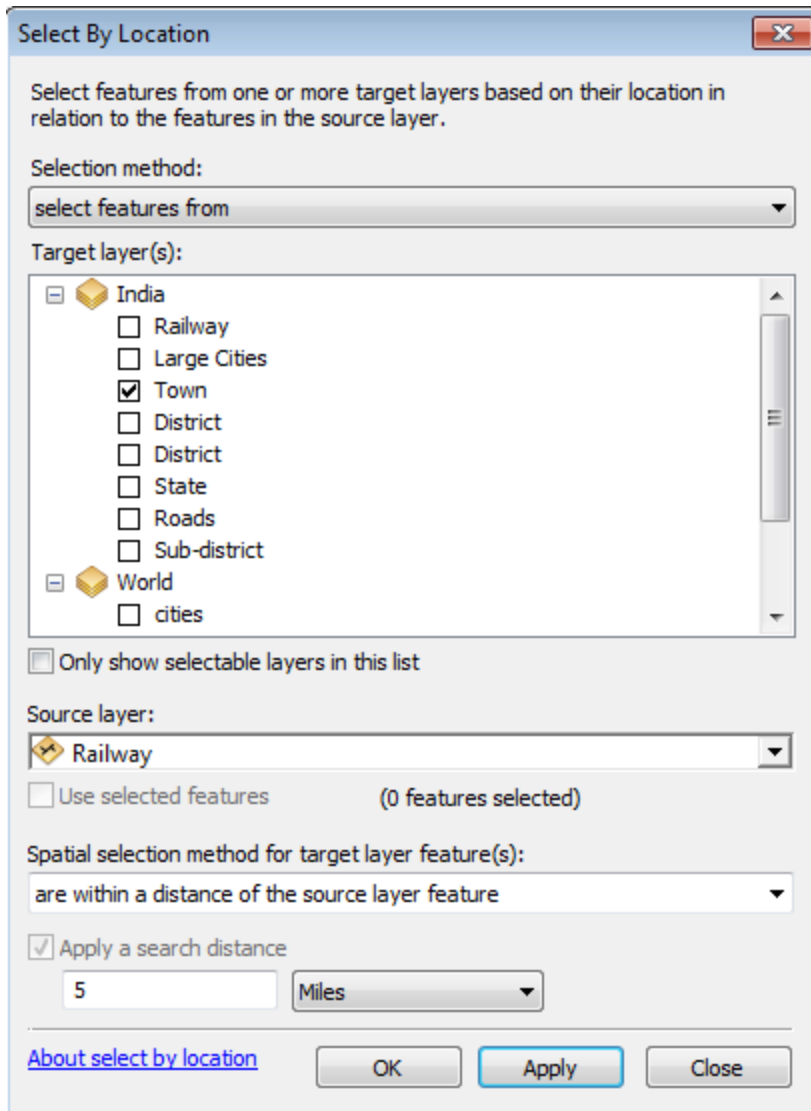 Select By Location
Select features from one or more target layers based on their location in
relation to the features in the source layer.
Selection method:
select features from
Target layer(s):
India
Railway
Large Cities
Town
District
District
State
Roads
Sub-district
World
cities
Only show selectable layers in this list
Source layer:
Railway
Use selected features (0 features selected)
Spatial selection method for target layer feature(s):
are within a distance of the source layer feature
Apply a search distance
5 Miles
About select by location OK Apply Close